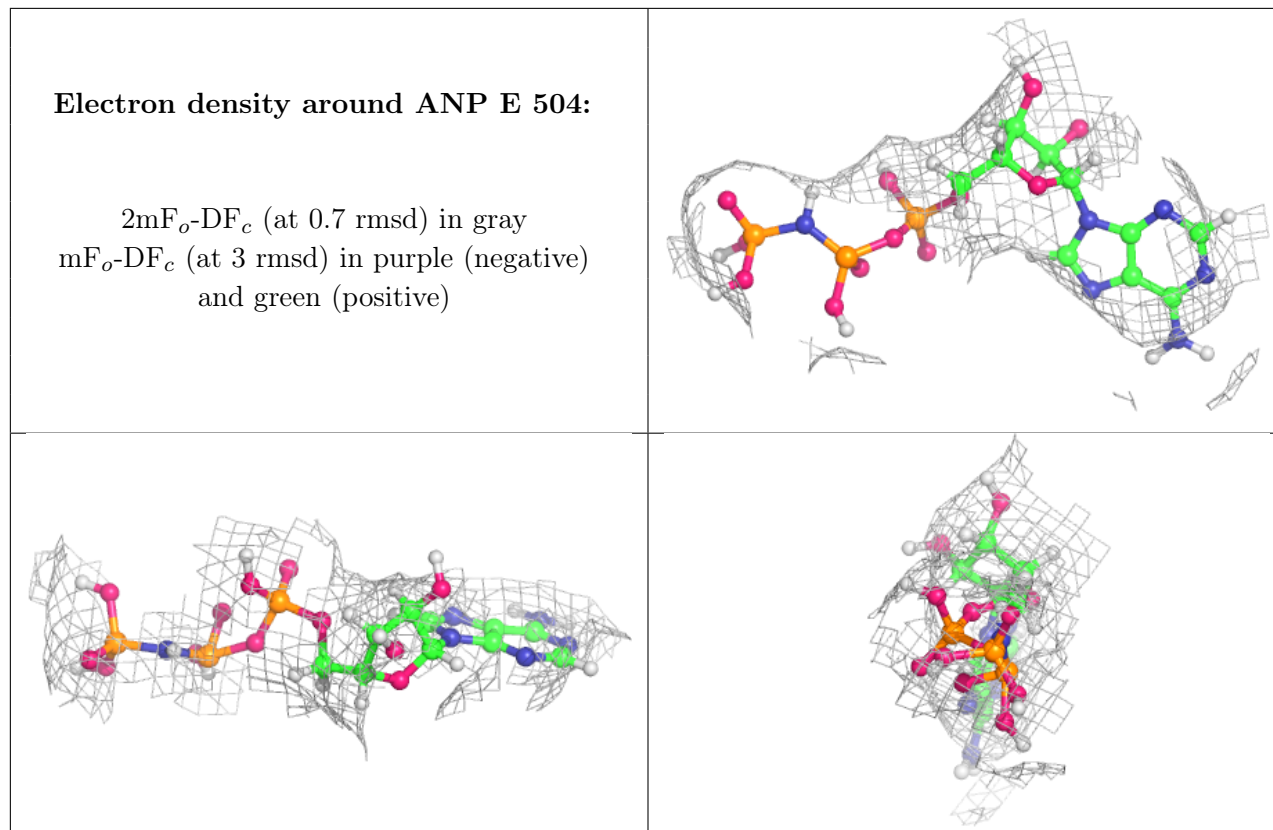 Electron density around ANP E 504:
2mFₒ-DF𝒸 (at 0.7 rmsd) in gray
mFₒ-DF𝒸 (at 3 rmsd) in purple (negative)
and green (positive)